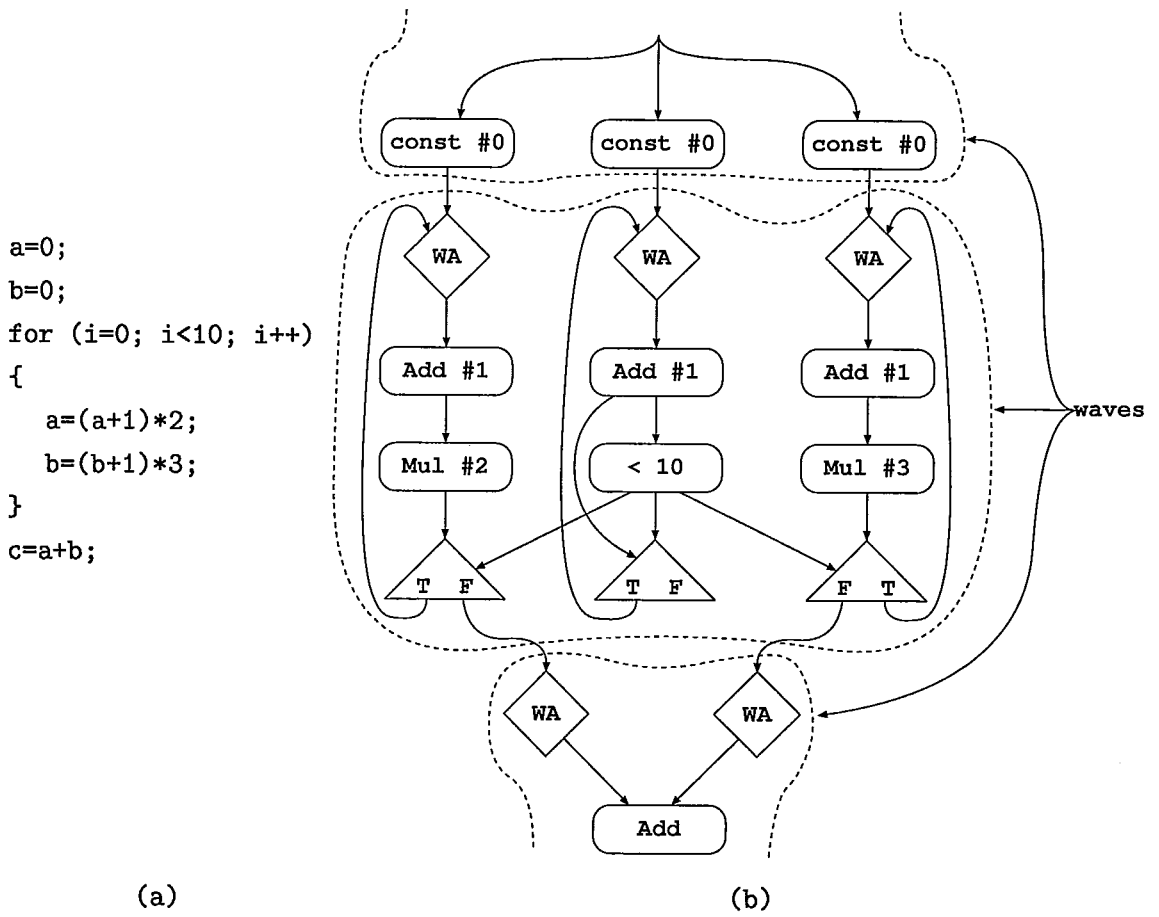 a=0;
b=0;
for (i=0; i<10; i++)
{
a=(a+1)*2;
b=(b+1)*3;
}
c=a+b;
(a)
const #0 const #0 const #0
WA WA WA
Add #1 Add #1 Add #1
Mul #2 < 10 Mul #3
T F T F F T
waves
WA WA
Add
(b)